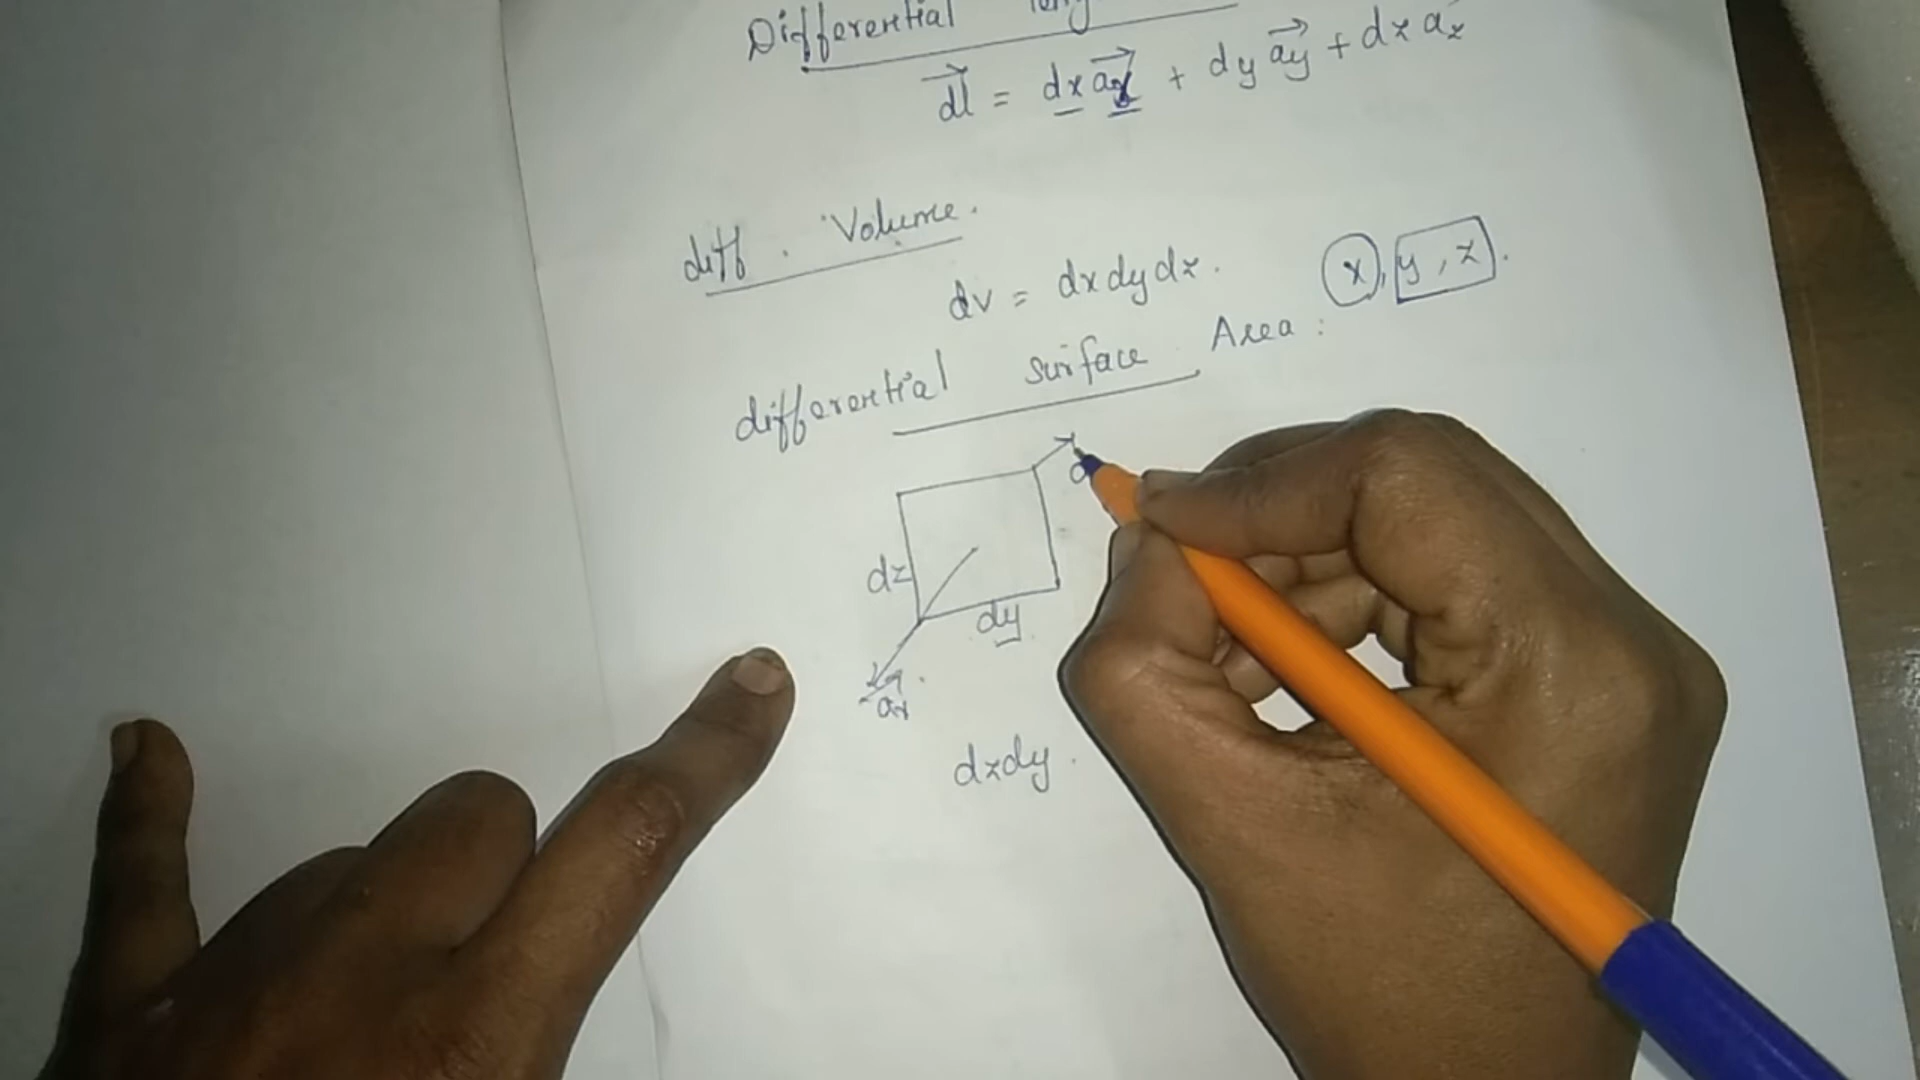 Differential
dl = dx ax + dy ay + dz az
diff. Volume.
dv = dx dy dz.
x, y, z.
differential surface Area:
dz
dy
ax
dzdy.